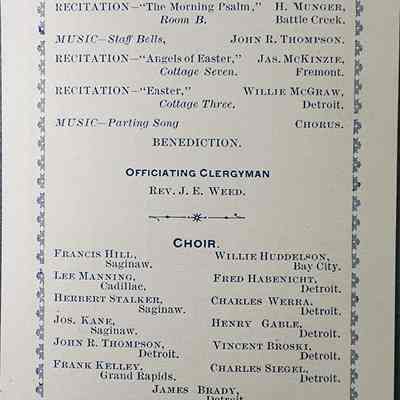 RECITATION—"The Morning Psalm," H. Munger,
Room B. Battle Creek.
MUSIC—Staff Bells, John R. Thompson.
RECITATION—"Angels of Easter," Jas. McKinzie,
Cottage Seven. Fremont.
RECITATION—"Easter," Willie McGraw,
Cottage Three. Detroit.
MUSIC—Parting Song Chorus.
BENEDICTION.
Officiating Clergyman
Rev. J. E. Weed.
Choir.
Francis Hill, Willie Huddelson,
Saginaw. Bay City.
Lee Manning, Fred Habenicht,
Cadillac. Detroit.
Herbert Stalker, Charles Werra,
Saginaw. Detroit.
Jos. Kane, Henry Gable,
Saginaw. Detroit.
John R. Thompson, Vincent Broski,
Detroit. Detroit.
Frank Kelley, Charles Siegel,
Grand Rapids. Detroit.
James Brady,
Detroit.